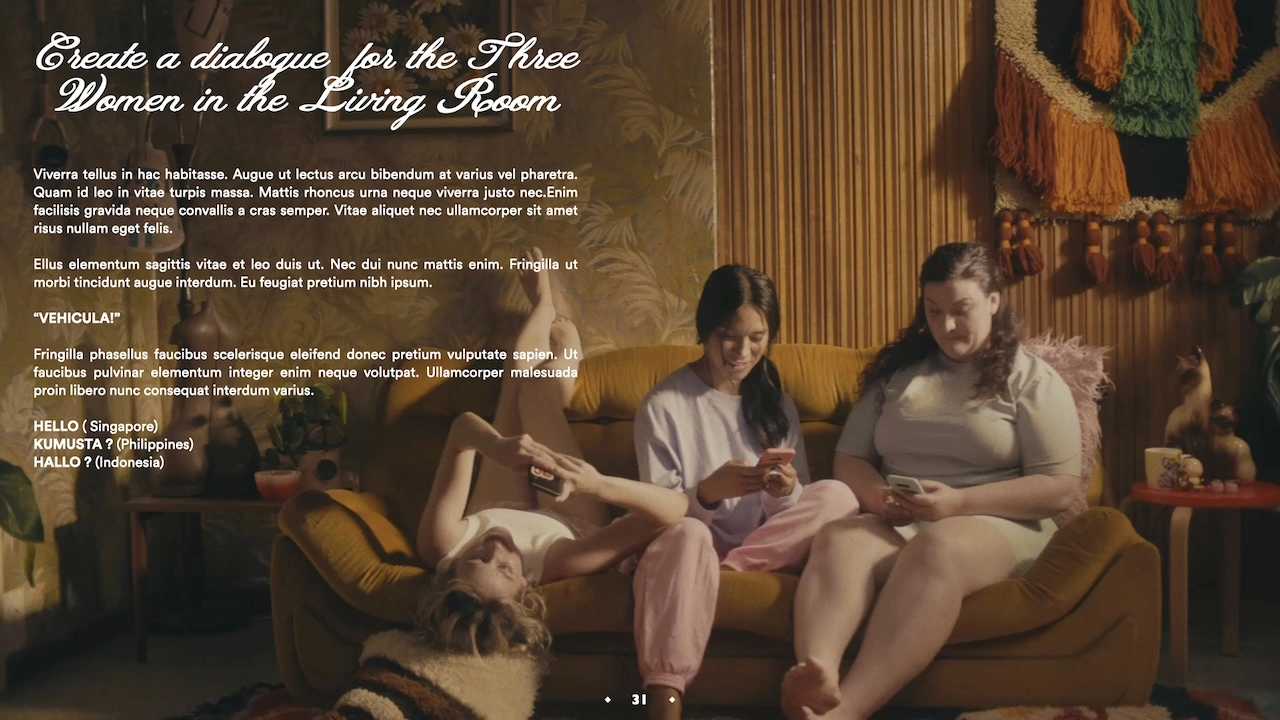 Create a dialogue for the Three
Women in the Living Room
Viverra tellus in hac habitasse. Augue ut lectus arcu bibendum at varius vel pharetra.
Quam id leo in vitae turpis massa. Mattis rhoncus urna neque viverra justo nec.Enim
facilisis gravida neque convallis a cras semper. Vitae aliquet nec ullamcorper sit amet
risus nullam eget felis.
Ellus elementum sagittis vitae et leo duis ut. Nec dui nunc mattis enim. Fringilla ut
morbi tincidunt augue interdum. Eu feugiat pretium nibh ipsum.
“VEHICULA!”
Fringilla phasellus faucibus scelerisque eleifend donec pretium vulputate sapien. Ut
faucibus pulvinar elementum integer enim neque volutpat. Ullamcorper malesuada
proin libero nunc consequat interdum varius.
HELLO ( Singapore)
KUMUSTA ? (Philippines)
HALLO ? (Indonesia)
31